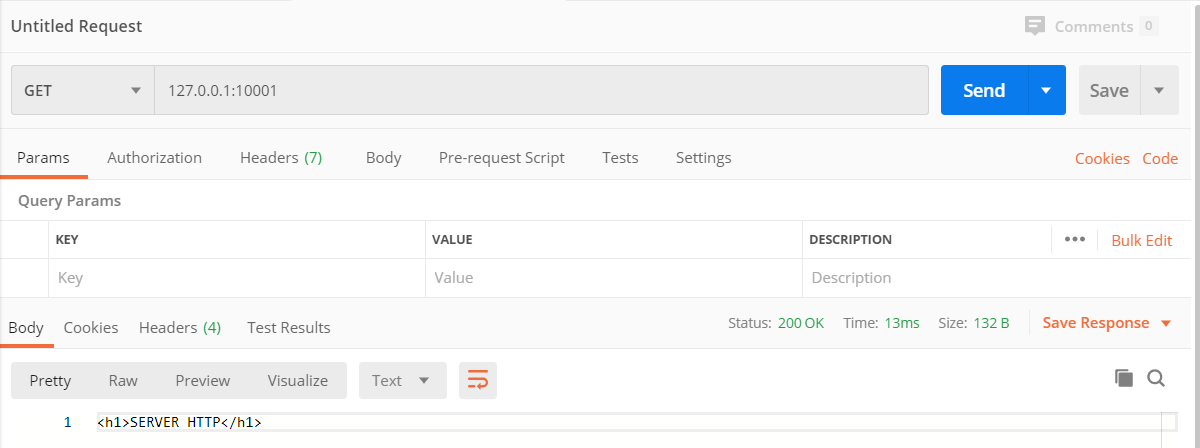 Untitled Request
Comments 0
GET 127.0.0.1:10001 Send Save
Params Authorization Headers (7) Body Pre-request Script Tests Settings Cookies Code
Query Params
KEY VALUE DESCRIPTION ••• Bulk Edit
Key Value Description
Body Cookies Headers (4) Test Results Status: 200 OK Time: 13ms Size: 132 B Save Response
Pretty Raw Preview Visualize Text
1 <h1>SERVER HTTP</h1>